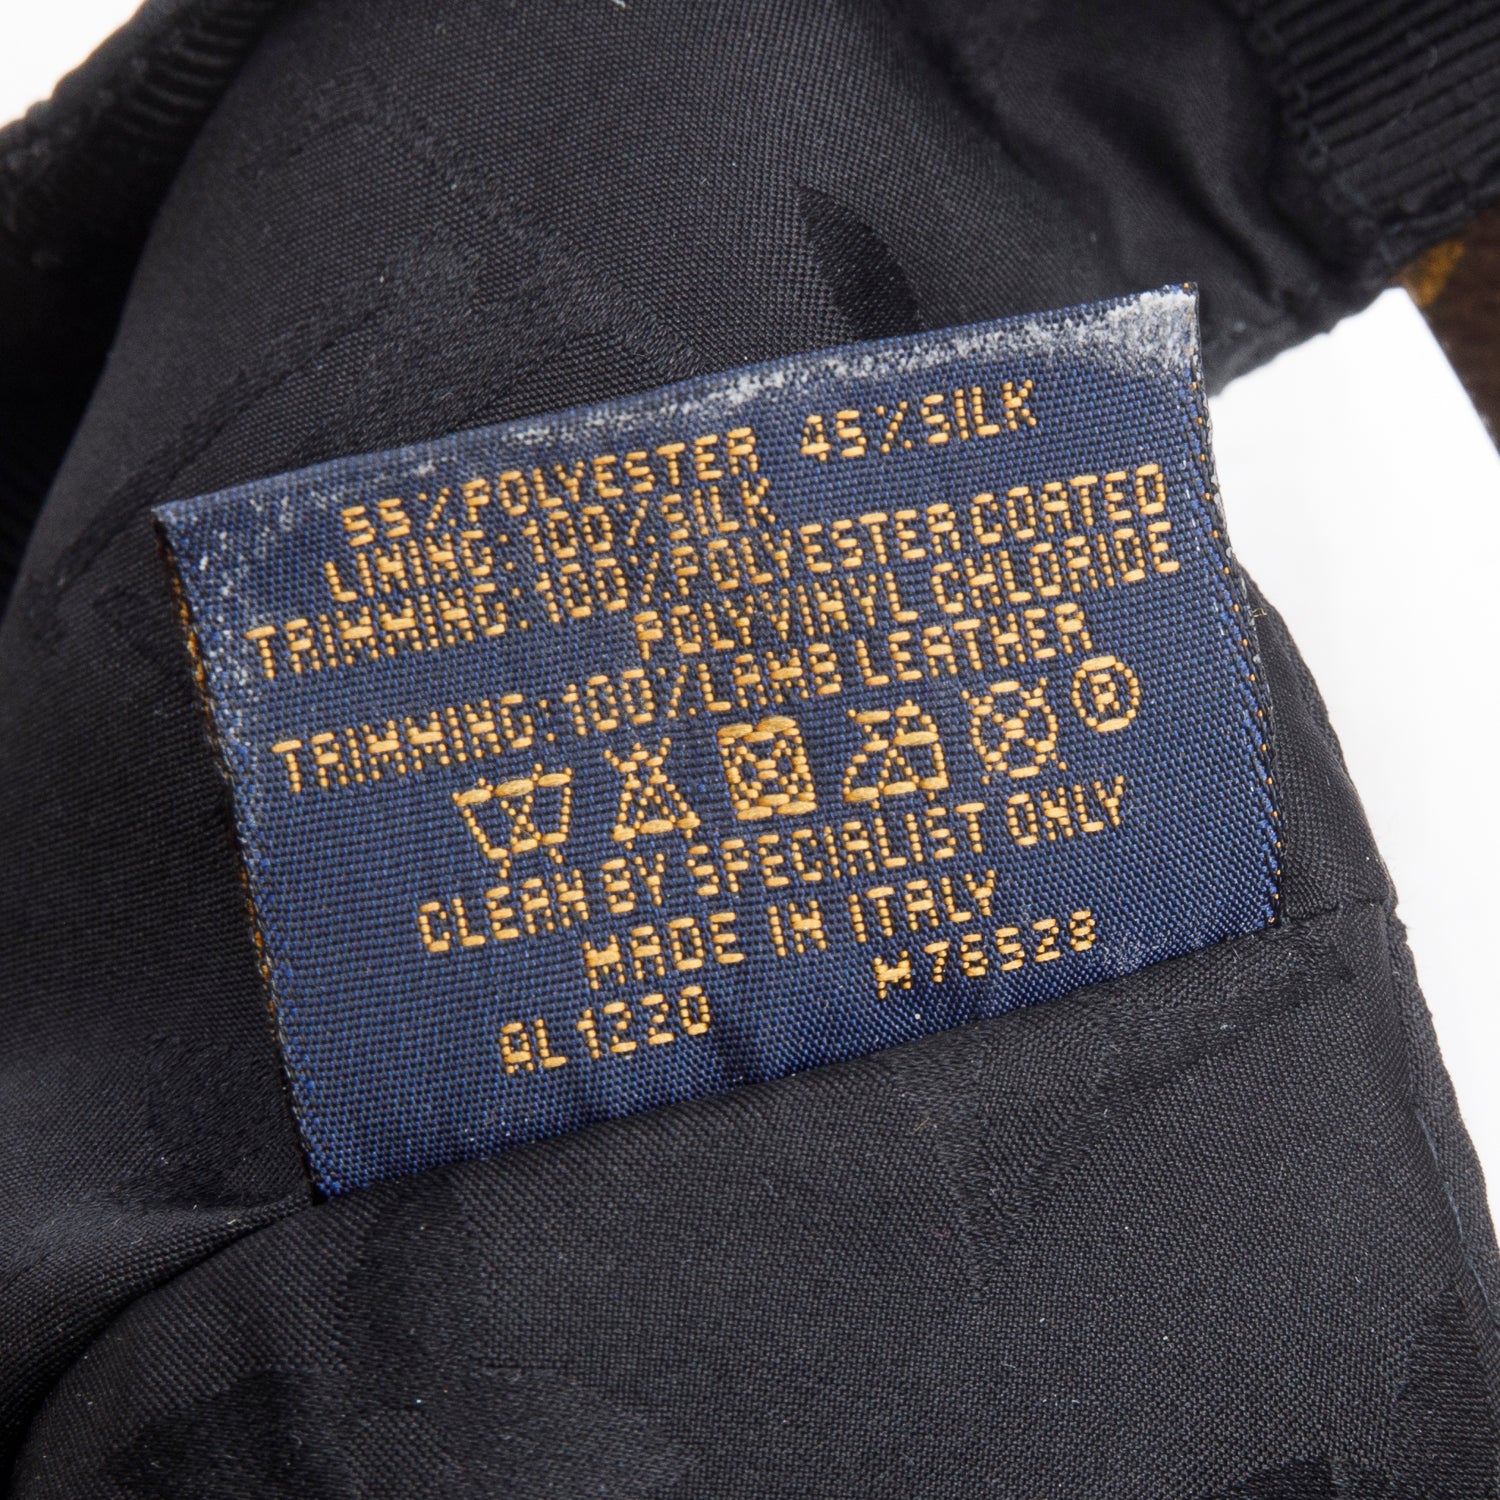 55%POLYESTER 45%SILK
LINING: 100%SILK
TRIMMING: 100%POLYESTER COATED
POLYVINYL CHLORIDE
TRIMMING: 100%LAMB LEATHER
CLEAN BY SPECIALIST ONLY
MADE IN ITALY
AL1220 M76528